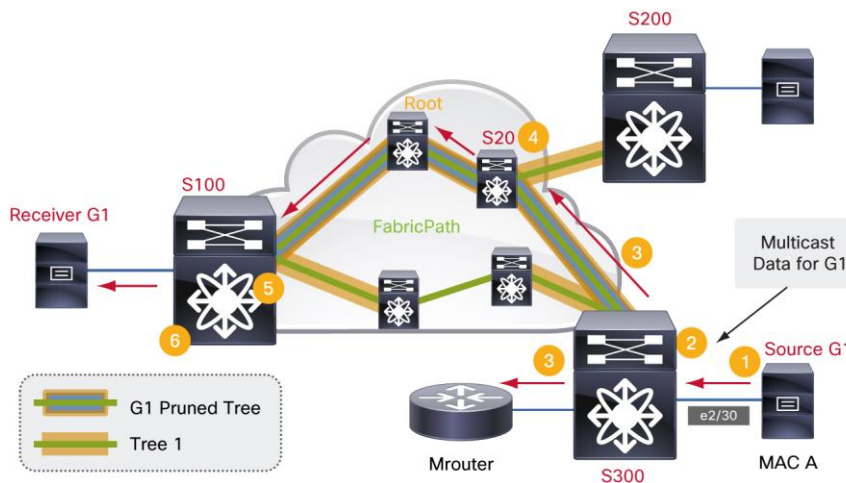 S200
Root
S20
4
S100
Receiver G1
FabricPath
3
Multicast
Data for G1
5
6
2
3
1
Source G1
G1 Pruned Tree
Tree 1
e2/30
Mrouter
S300
MAC A